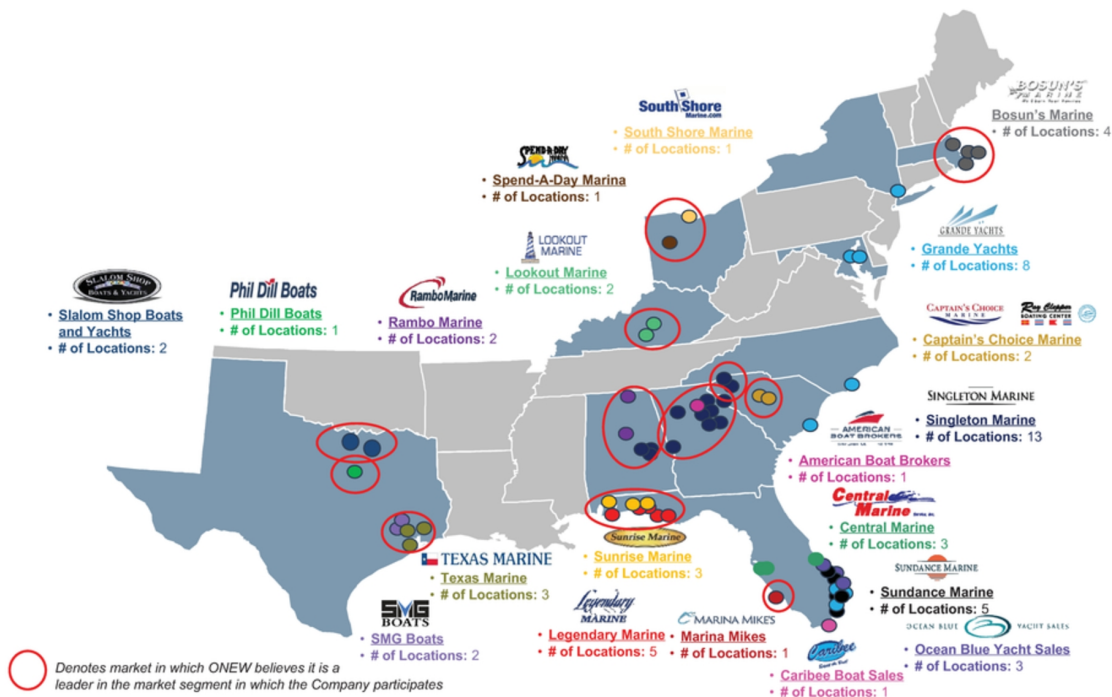 BOSUN'S
MARINE
Bosun's Marine
• # of Locations: 4
South Shore
Marine.com
• South Shore Marine
• # of Locations: 1
SPEND-A-DAY
MARINA
• Spend-A-Day Marina
• # of Locations: 1
GRANDE YACHTS
• Grande Yachts
• # of Locations: 8
LOOKOUT
MARINE
• Lookout Marine
• # of Locations: 2
SLALOM SHOP
BOATS & YACHTS
• Slalom Shop Boats
and Yachts
• # of Locations: 2
Phil Dill Boats
• Phil Dill Boats
• # of Locations: 1
RamboMarine
• Rambo Marine
• # of Locations: 2
CAPTAIN'S CHOICE
MARINE
Ray Clepper
BOATING CENTER
• Captain's Choice Marine
• # of Locations: 2
SINGLETON MARINE
• Singleton Marine
• # of Locations: 13
AMERICAN
BOAT BROKERS
• American Boat Brokers
• # of Locations: 1
Central
Marine
• Central Marine
• # of Locations: 3
Sunrise Marine
• Sunrise Marine
• # of Locations: 3
TEXAS MARINE
• Texas Marine
• # of Locations: 3
SUNDANCE MARINE
• Sundance Marine
• # of Locations: 5
SMG
BOATS
• SMG Boats
• # of Locations: 2
Legendary
MARINE
• Legendary Marine
• # of Locations: 5
MARINA MIKE'S
• Marina Mikes
• # of Locations: 1
OCEAN BLUE YACHT SALES
• Ocean Blue Yacht Sales
• # of Locations: 3
Caribee
• Caribee Boat Sales
• # of Locations: 1
Denotes market in which ONEW believes it is a
leader in the market segment in which the Company participates